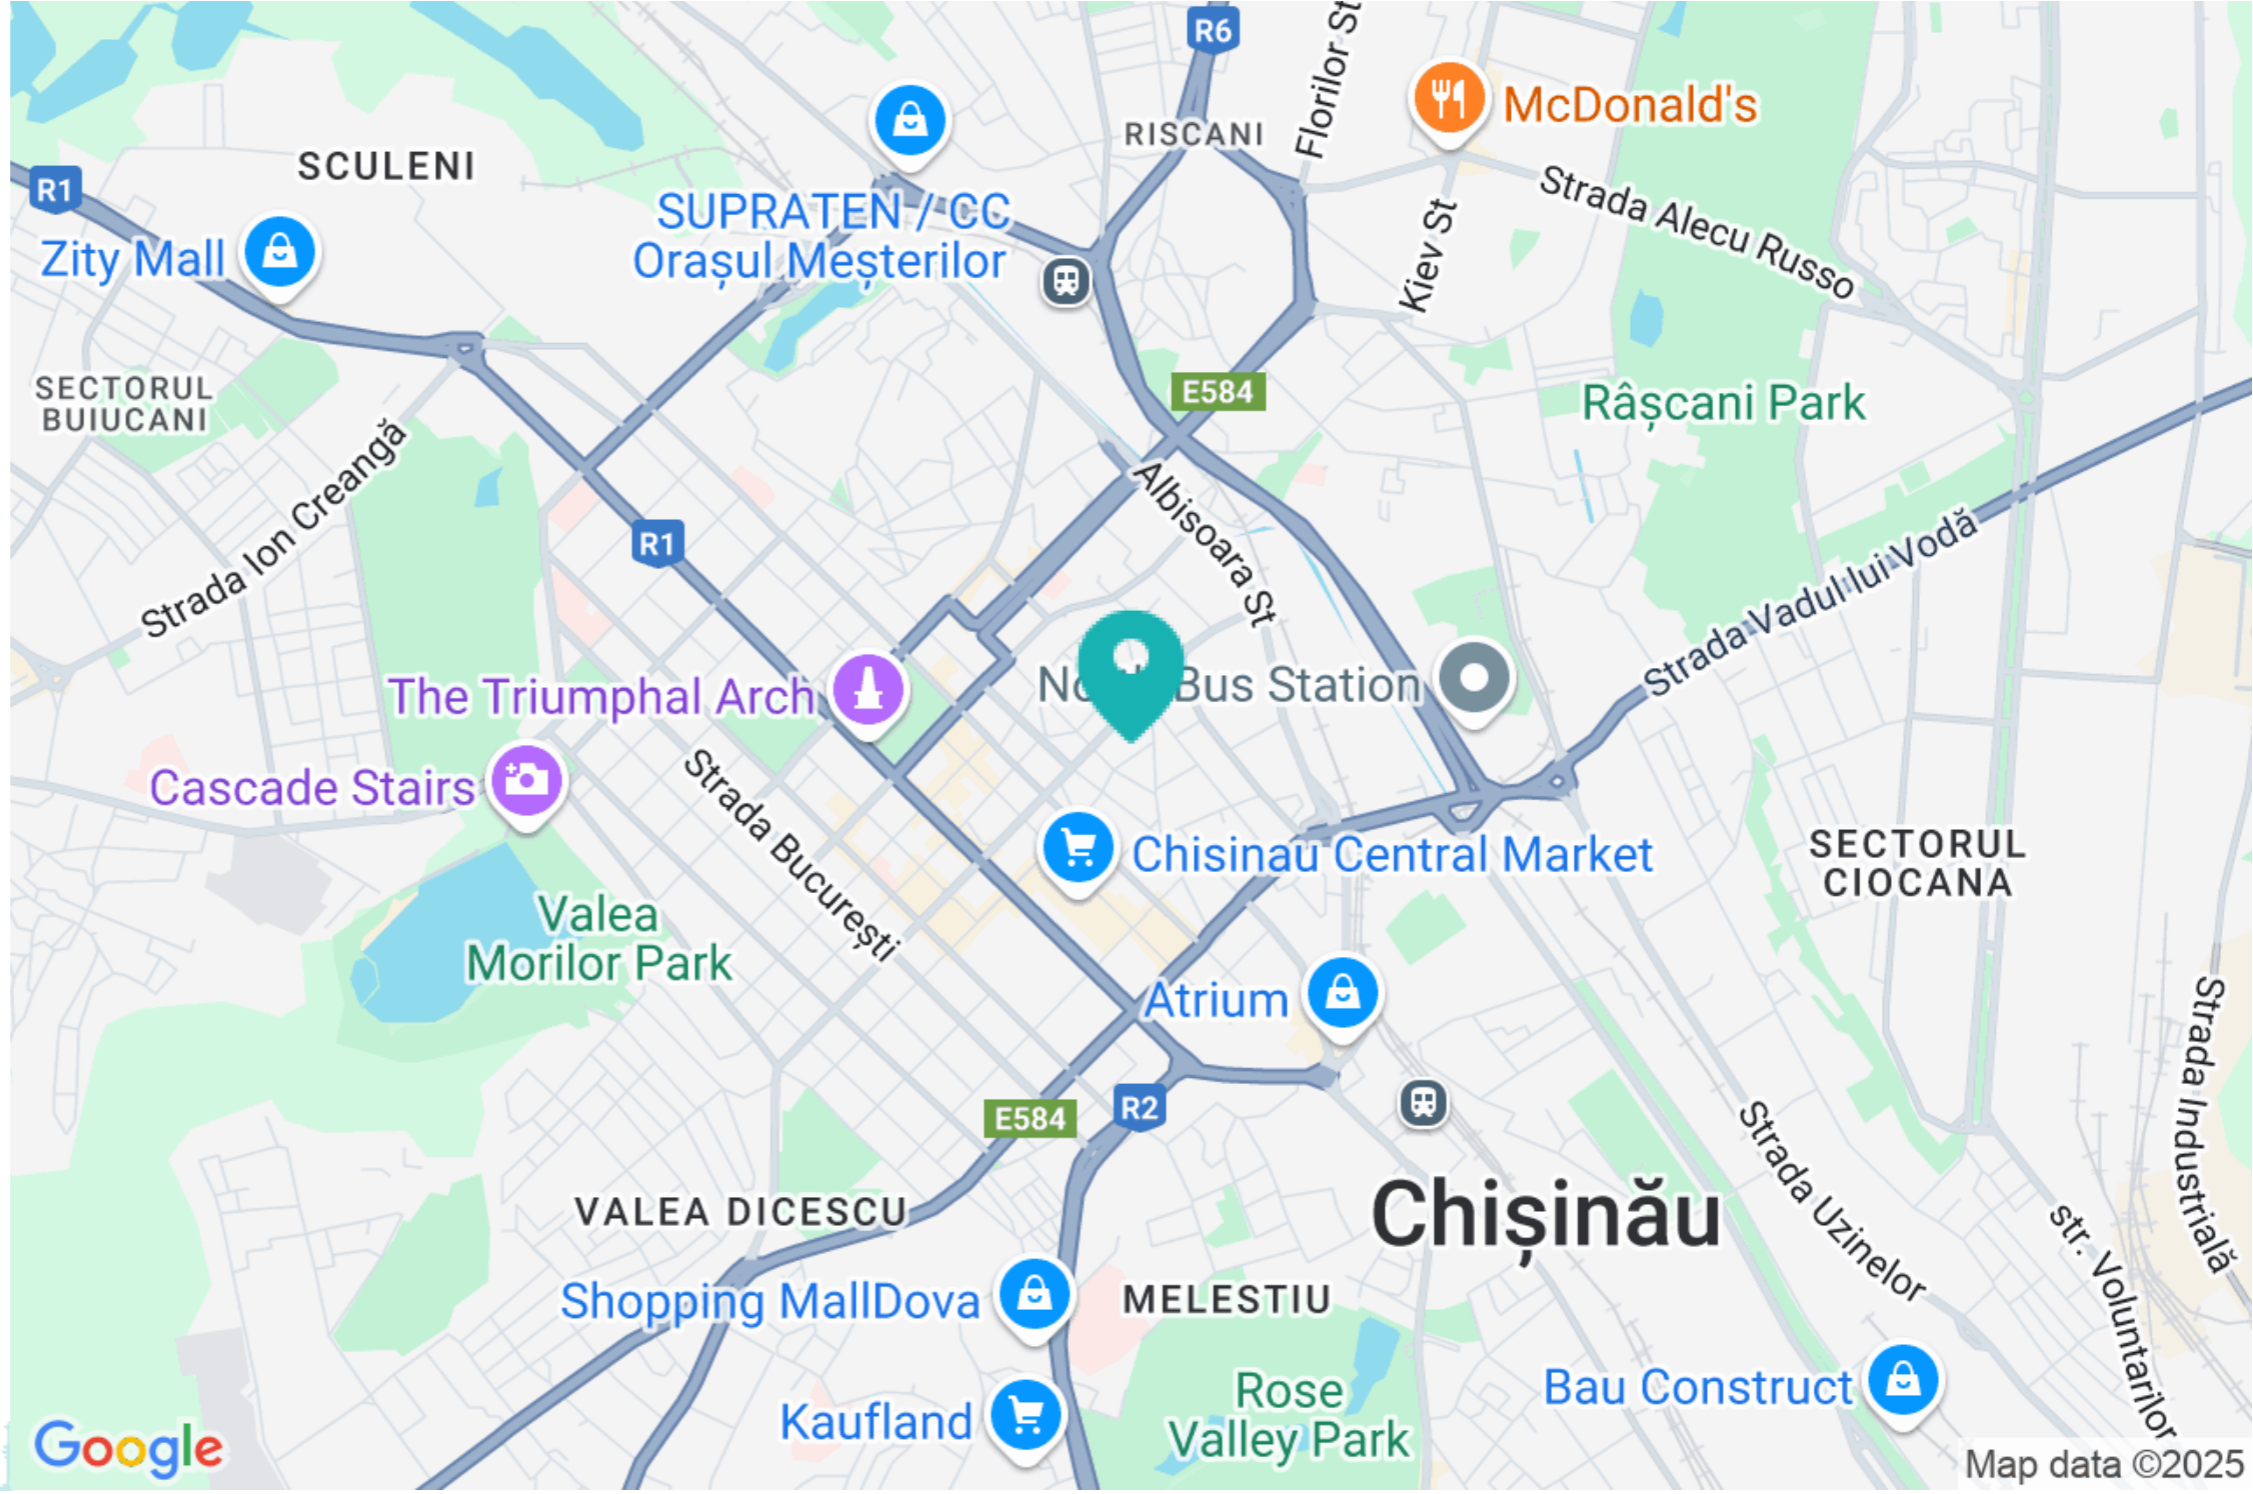 R6
Florilor St
McDonald's
RISCANI
SCULENI
R1
SUPRATEN / CC
Orașul Meșterilor
Zity Mall
Strada Alecu Russo
Kiev St
SECTORUL
BUIUCANI
E584
Râșcani Park
Strada Ion Creangă
R1
Albisoara St
Strada Vadul lui Vodă
The Triumphal Arch
Bus Station
Cascade Stairs
Strada București
Chisinau Central Market
SECTORUL
CIOCANA
Valea
Morilor Park
Atrium
Strada Industrială
E584
R2
Strada Uzinelor
VALEA DICESCU
Chișinău
str. Voluntarilor
Shopping MallDova
MELESTIU
Bau Construct
Rose
Valley Park
Kaufland
Google
Map data ©2025